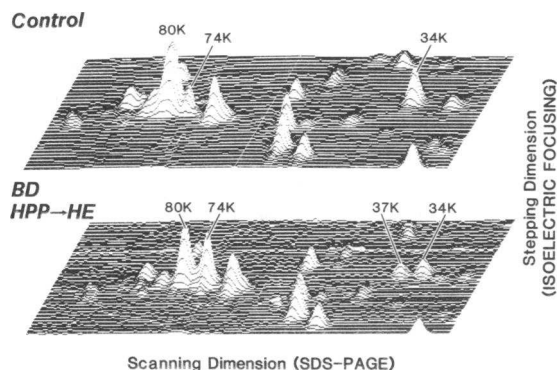 Control
80K
74K
34K
BD
HPP→HE
80K
74K
37K
34K
Stepping Dimension
(ISOELECTRIC FOCUSING)
Scanning Dimension (SDS-PAGE)